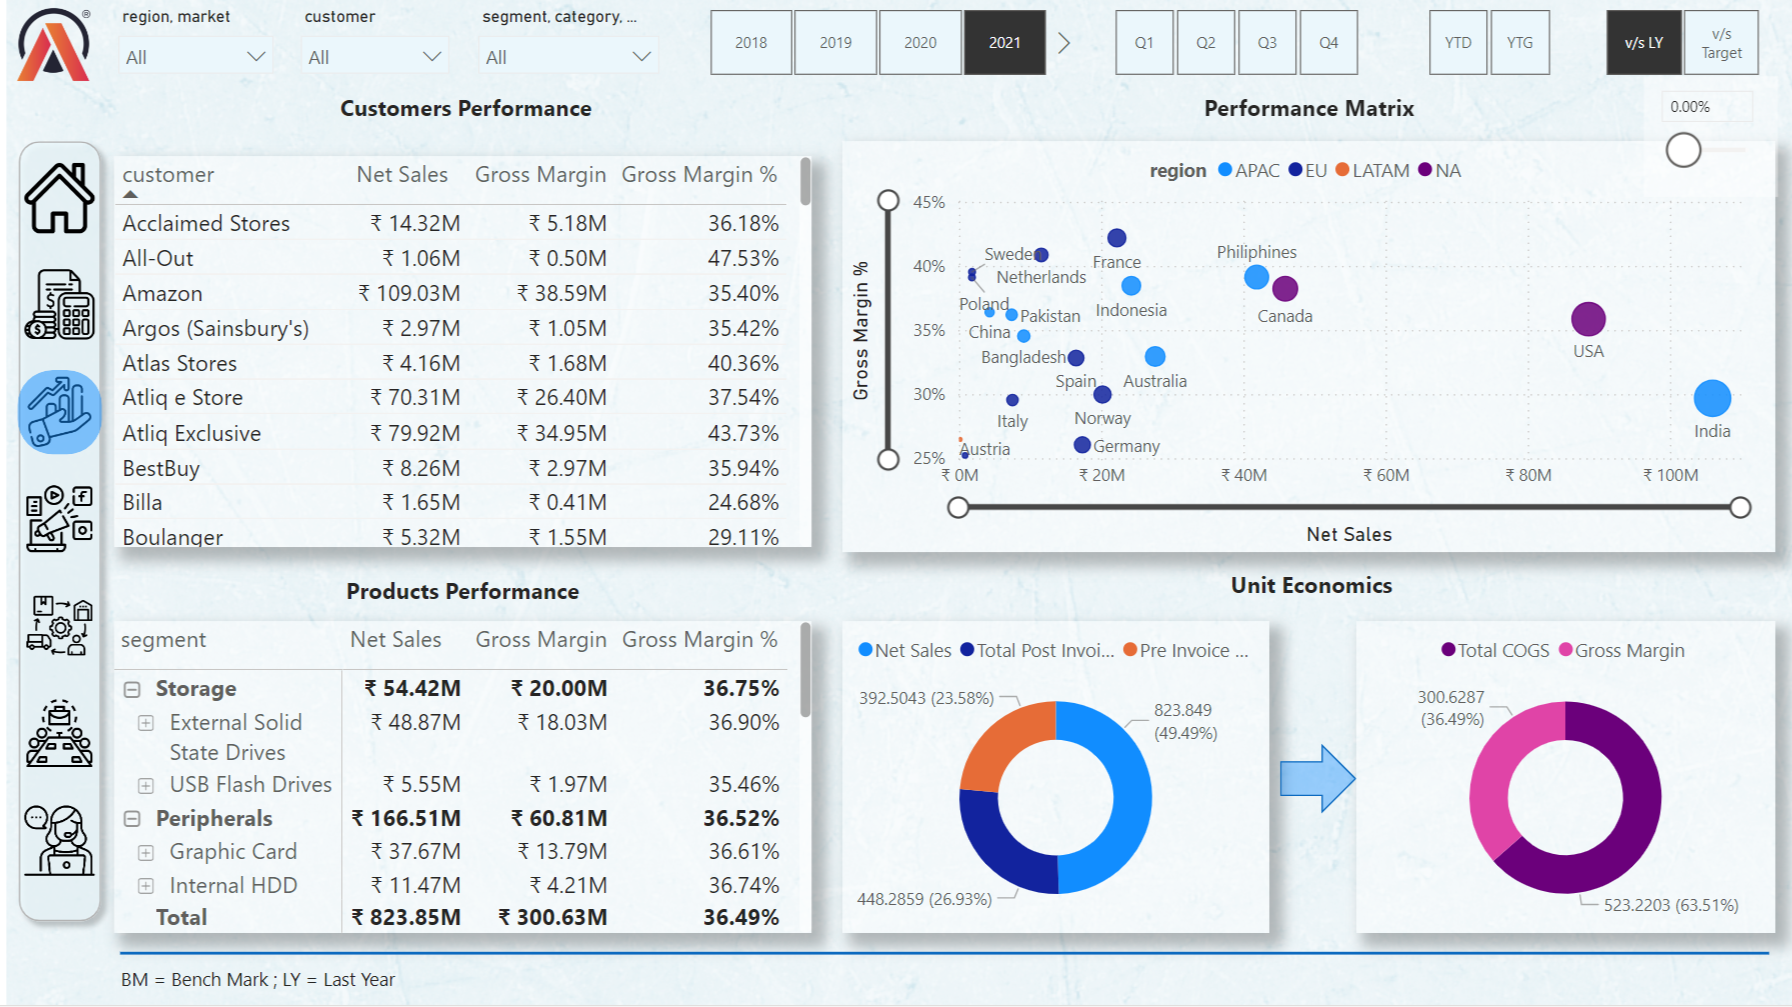 region, market
customer
segment, category, ...
All
All
All
2018
2019
2020
2021
Q1
Q2
Q3
Q4
YTD
YTG
v/s LY
v/s
Target
0.00%
Customers Performance
customer Net Sales Gross Margin Gross Margin %
Acclaimed Stores ₹ 14.32M ₹ 5.18M 36.18%
All-Out ₹ 1.06M ₹ 0.50M 47.53%
Amazon ₹ 109.03M ₹ 38.59M 35.40%
Argos (Sainsbury's) ₹ 2.97M ₹ 1.05M 35.42%
Atlas Stores ₹ 4.16M ₹ 1.68M 40.36%
Atliq e Store ₹ 70.31M ₹ 26.40M 37.54%
Atliq Exclusive ₹ 79.92M ₹ 34.95M 43.73%
BestBuy ₹ 8.26M ₹ 2.97M 35.94%
Billa ₹ 1.65M ₹ 0.41M 24.68%
Boulanger ₹ 5.32M ₹ 1.55M 29.11%
Performance Matrix
region APAC EU LATAM NA
Gross Margin %
45%
40%
35%
30%
25%
Sweden
Netherlands
France
Philiphines
Poland
Pakistan
Indonesia
Canada
China
Bangladesh
USA
Spain
Australia
Italy
Norway
India
Austria
Germany
₹ 0M ₹ 20M ₹ 40M ₹ 60M ₹ 80M ₹ 100M
Net Sales
Products Performance
segment Net Sales Gross Margin Gross Margin %
Storage ₹ 54.42M ₹ 20.00M 36.75%
External Solid ₹ 48.87M ₹ 18.03M 36.90%
State Drives
USB Flash Drives ₹ 5.55M ₹ 1.97M 35.46%
Peripherals ₹ 166.51M ₹ 60.81M 36.52%
Graphic Card ₹ 37.67M ₹ 13.79M 36.61%
Internal HDD ₹ 11.47M ₹ 4.21M 36.74%
Total ₹ 823.85M ₹ 300.63M 36.49%
Unit Economics
Net Sales Total Post Invoi... Pre Invoice ...
392.5043 (23.58%)
823.849
(49.49%)
448.2859 (26.93%)
Total COGS Gross Margin
300.6287
(36.49%)
523.2203 (63.51%)
BM = Bench Mark ; LY = Last Year